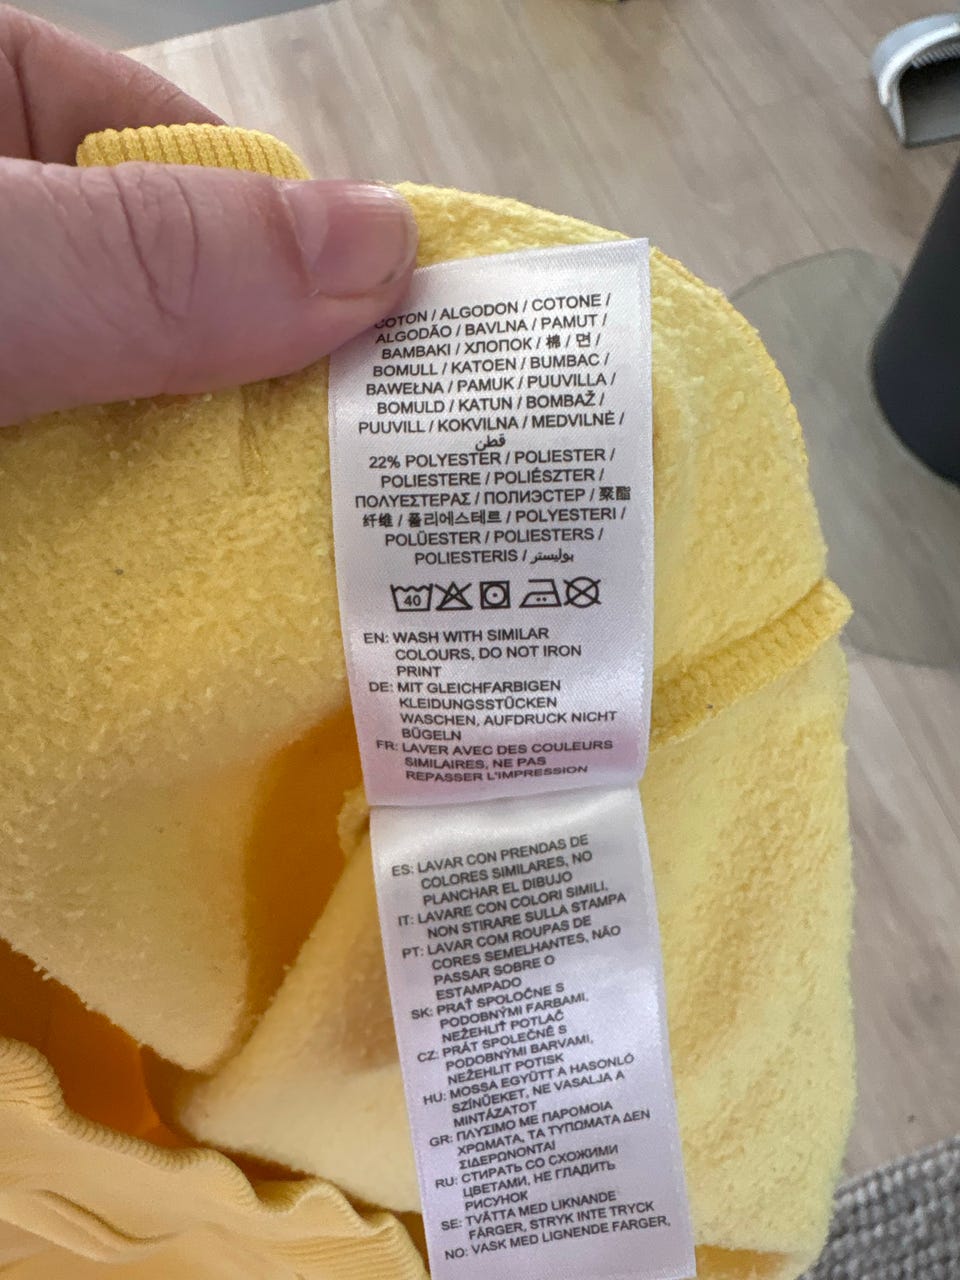 COTON / ALGODON / COTONE /
ALGODÃO / BAVLNA / PAMUT /
BAMBAKI / ХЛОПОК / 棉 / 면 /
BOMULL / KATOEN / BUMBAC /
BAWEŁNA / PAMUK / PUUVILLA /
BOMULD / KATUN / BOMBAŽ /
PUUVILL / KOKVILNA / MEDVILNĖ /
قطن
22% POLYESTER / POLIESTER /
POLIESTERE / POLIÉSZTER /
ΠΟΛΥΕΣΤΕΡΑΣ / ПОЛИЭСТЕР / 聚酯
纤维 / 폴리에스테르 / POLYESTERI /
POLÜESTER / POLIESTERS /
POLIESTERIS / بوليستر
40
EN: WASH WITH SIMILAR
COLOURS, DO NOT IRON
PRINT
DE: MIT GLEICHFARBIGEN
KLEIDUNGSSTÜCKEN
WASCHEN, AUFDRUCK NICHT
BÜGELN
FR: LAVER AVEC DES COULEURS
SIMILAIRES, NE PAS
REPASSER L'IMPRESSION
ES: LAVAR CON PRENDAS DE
COLORES SIMILARES, NO
PLANCHAR EL DIBUJO
IT: LAVARE CON COLORI SIMILI,
NON STIRARE SULLA STAMPA
PT: LAVAR COM ROUPAS DE
CORES SEMELHANTES, NÃO
PASSAR SOBRE O
ESTAMPADO
SK: PRAŤ SPOLOČNE S
PODOBNÝMI FARBAMI,
NEŽEHLIŤ POTLAČ
CZ: PRÁT SPOLEČNĚ S
PODOBNÝMI BARVAMI,
NEŽEHLIT POTISK
HU: MOSSA EGYÜTT A HASONLÓ
SZÍNŰEKET, NE VASALJA A
MINTÁZATOT
GR: ΠΛΥΣΙΜΟ ΜΕ ΠΑΡΟΜΟΙΑ
ΧΡΩΜΑΤΑ, ΤΑ ΤΥΠΩΜΑΤΑ ΔΕΝ
ΣΙΔΕΡΩΝΟΝΤΑΙ
RU: СТИРАТЬ СО СХОЖИМИ
ЦВЕТАМИ, НЕ ГЛАДИТЬ
РИСУНОК
SE: TVÄTTA MED LIKNANDE
FÄRGER, STRYK INTE TRYCK
NO: VASK MED LIGNENDE FARGER,